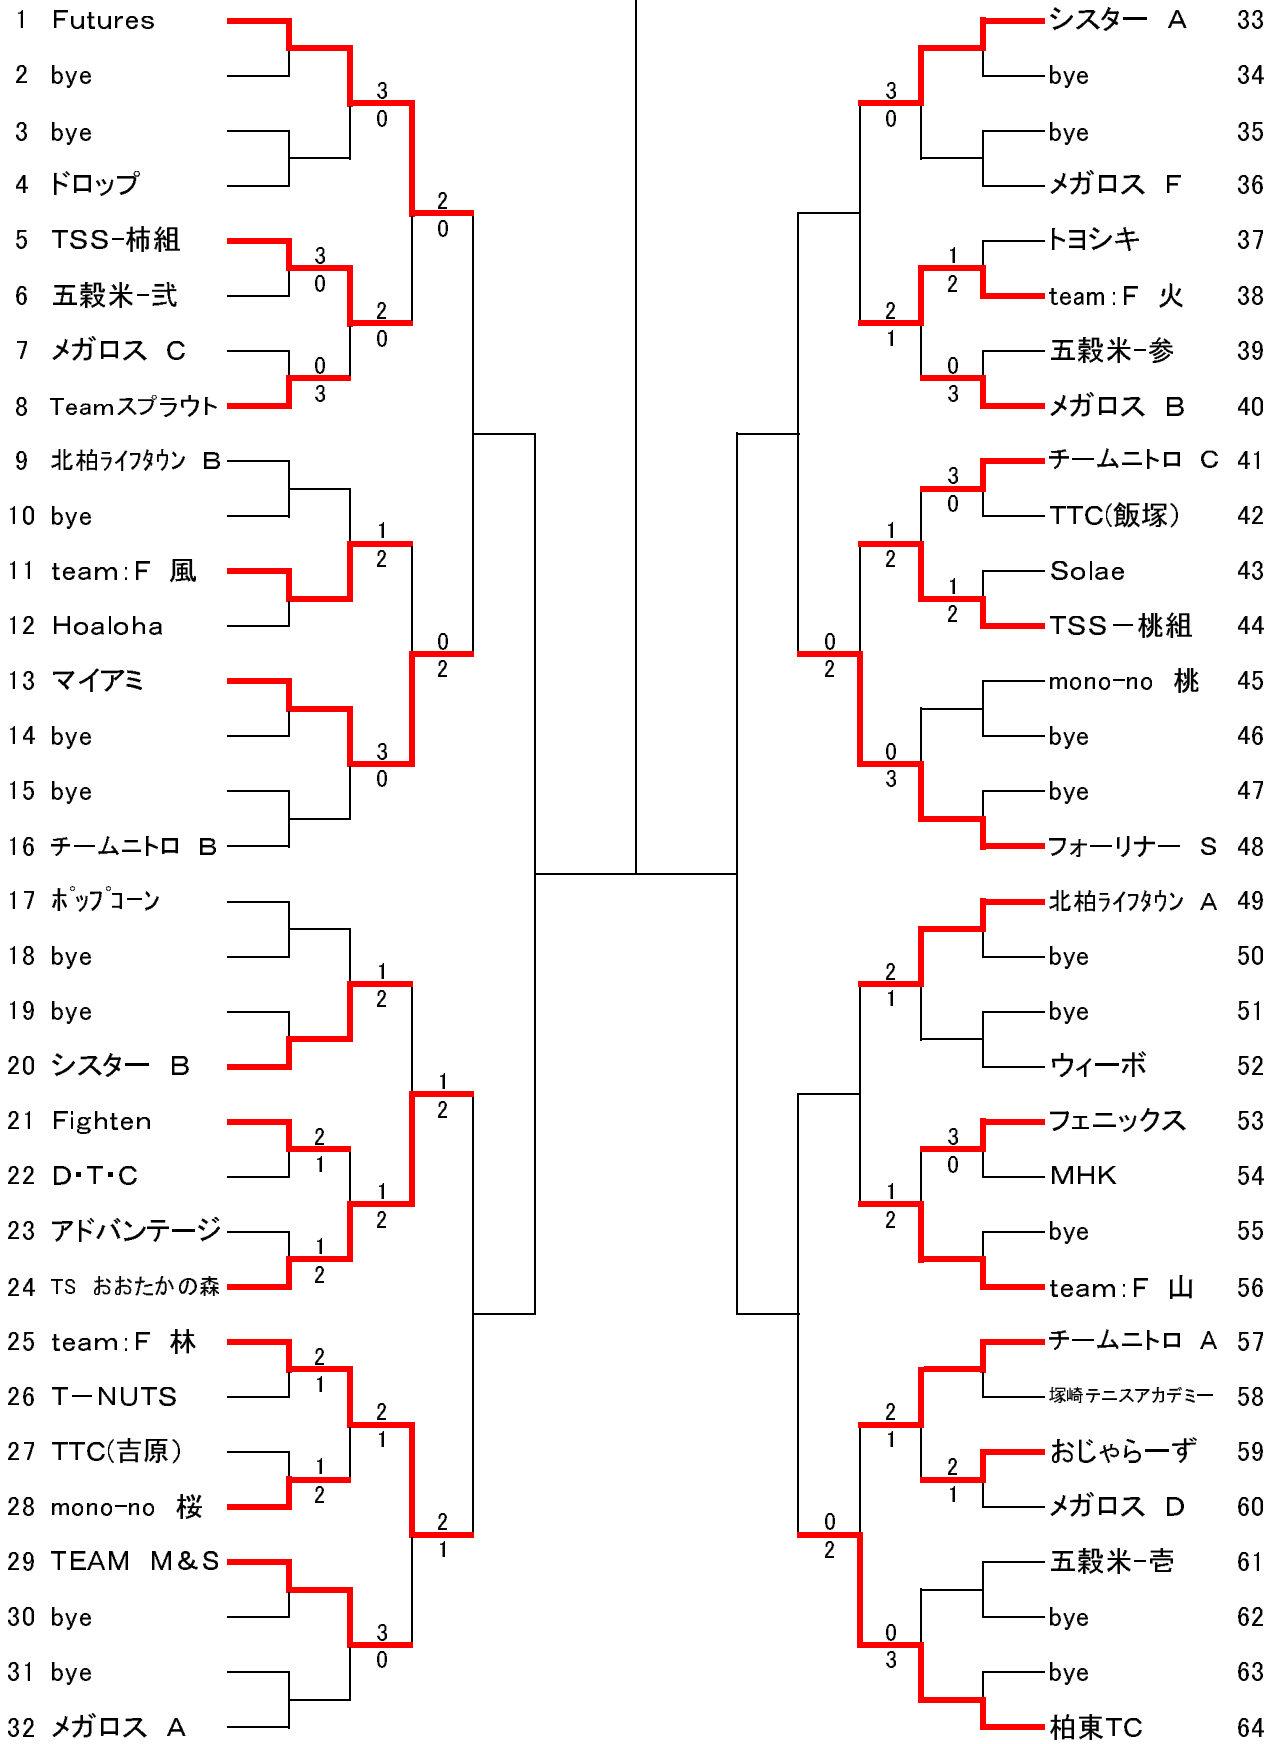 1 Futures
2 bye
3 bye
4 ドロップ
5 TSS-柿組
6 五穀米-弐
7 メガロス C
8 Teamスプラウト
9 北柏ライフタウン B
10 bye
11 team:F 風
12 Hoaloha
13 マイアミ
14 bye
15 bye
16 チームニトロ B
17 ポップコーン
18 bye
19 bye
20 シスター B
21 Fighten
22 D・T・C
23 アドバンテージ
24 TS おおたかの森
25 team:F 林
26 T－NUTS
27 TTC(吉原)
28 mono-no 桜
29 TEAM M&S
30 bye
31 bye
32 メガロス A
3
0
3
0
2
0
0
3
1
2
3
0
1
2
2
1
1
2
1
2
2
1
2
1
1
2
3
0
2
0
0
2
1
2
2
1
シスター A 33
bye 34
bye 35
メガロス F 36
トヨシキ 37
team:F 火 38
五穀米-参 39
メガロス B 40
チームニトロ C 41
TTC(飯塚) 42
Solae 43
TSS－桃組 44
mono-no 桃 45
bye 46
bye 47
フォーリナー S 48
北柏ライフタウン A 49
bye 50
bye 51
ウィーボ 52
フェニックス 53
MHK 54
bye 55
team:F 山 56
チームニトロ A 57
塚崎テニスアカデミー 58
おじゃらーず 59
メガロス D 60
五穀米-壱 61
bye 62
bye 63
柏東TC 64
3
0
1
2
2
1
0
3
3
0
1
2
1
2
0
3
2
1
3
0
1
2
2
1
2
1
0
3
0
2
0
2